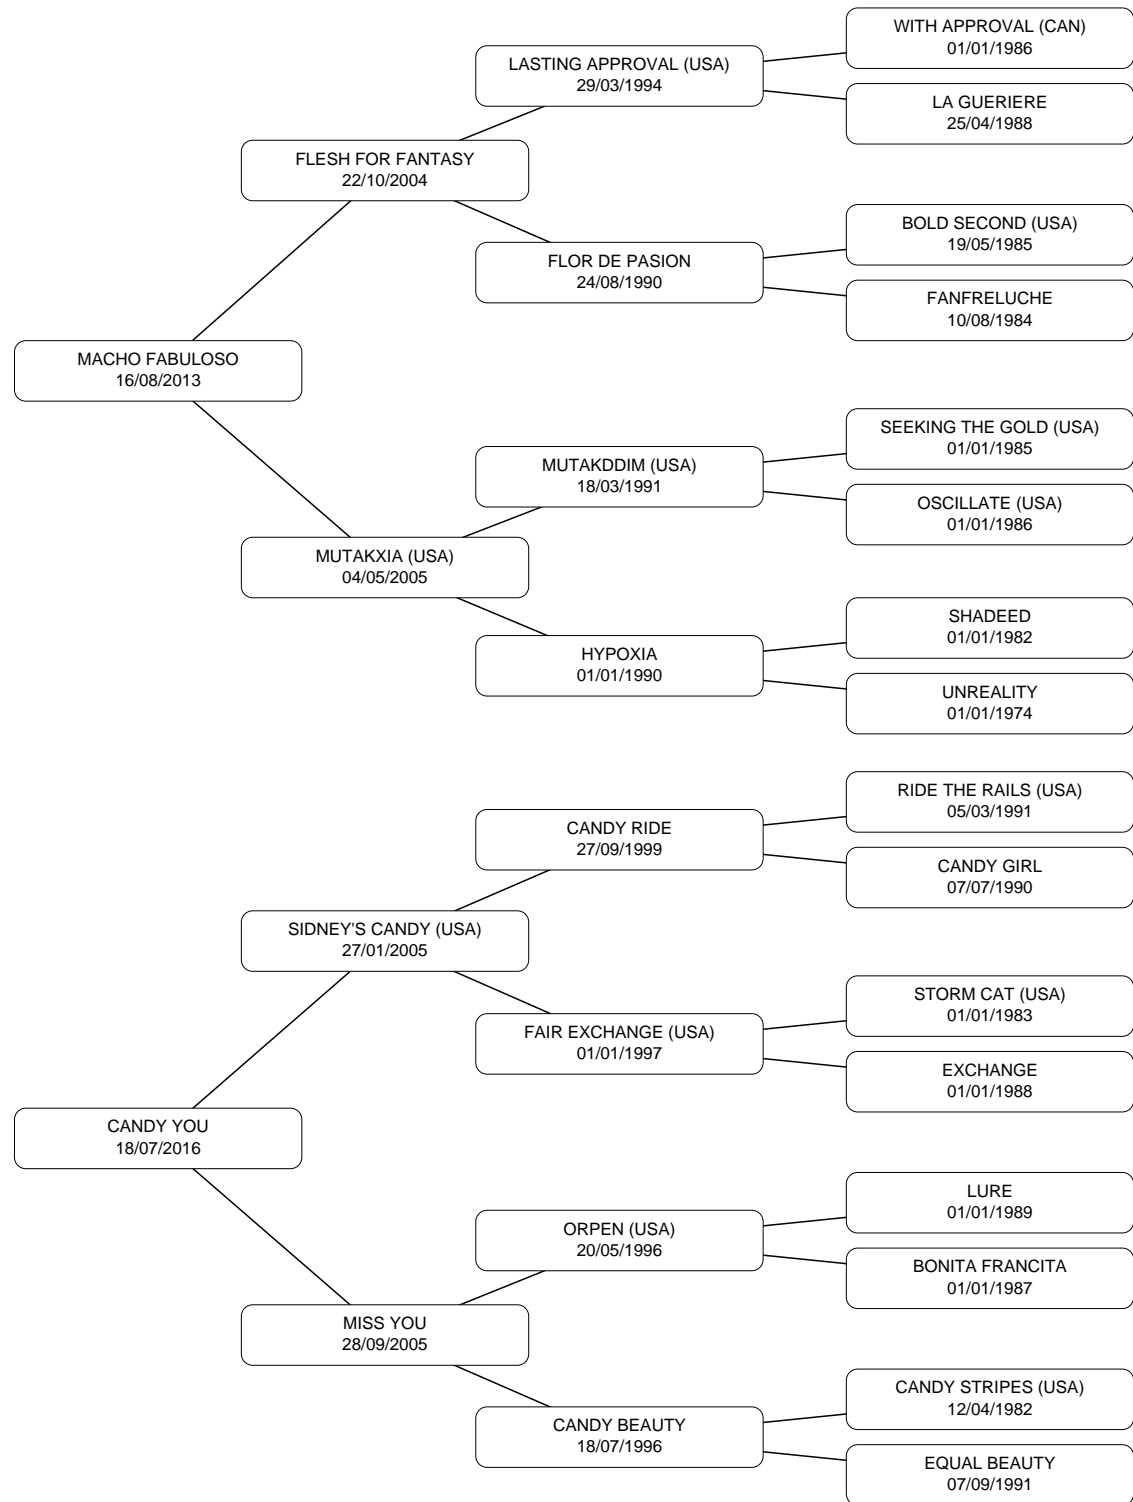 WITH APPROVAL (CAN)
01/01/1986
LASTING APPROVAL (USA)
29/03/1994
LA GUERIERE
25/04/1988
FLESH FOR FANTASY
22/10/2004
BOLD SECOND (USA)
19/05/1985
FLOR DE PASION
24/08/1990
FANFRELUCHE
10/08/1984
MACHO FABULOSO
16/08/2013
SEEKING THE GOLD (USA)
01/01/1985
MUTAKDDIM (USA)
18/03/1991
OSCILLATE (USA)
01/01/1986
MUTAKXIA (USA)
04/05/2005
SHADEED
01/01/1982
HYPOXIA
01/01/1990
UNREALITY
01/01/1974
RIDE THE RAILS (USA)
05/03/1991
CANDY RIDE
27/09/1999
CANDY GIRL
07/07/1990
SIDNEY'S CANDY (USA)
27/01/2005
STORM CAT (USA)
01/01/1983
FAIR EXCHANGE (USA)
01/01/1997
EXCHANGE
01/01/1988
CANDY YOU
18/07/2016
LURE
01/01/1989
ORPEN (USA)
20/05/1996
BONITA FRANCITA
01/01/1987
MISS YOU
28/09/2005
CANDY STRIPES (USA)
12/04/1982
CANDY BEAUTY
18/07/1996
EQUAL BEAUTY
07/09/1991